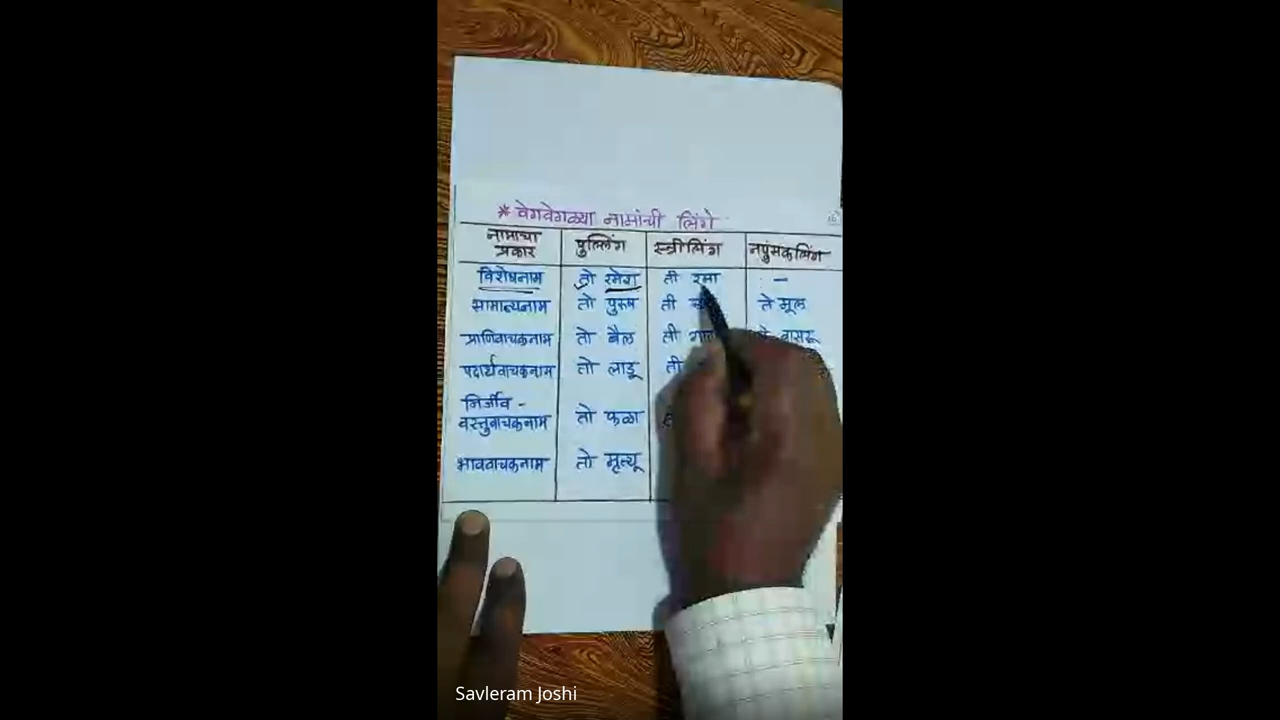 * वेगवेगळ्या नामांची लिंगे
नामाचा प्रकार पुल्लिंग स्त्रीलिंग नपुंसकलिंग
विशेषनाम तो रमेश ती रमा -
सामान्यनाम तो पुरुष ती ते मूल
प्राणिवाचकनाम तो बैल ती वासरू
पदार्थवाचकनाम तो लाडू ती
निर्जीव -
वस्तुवाचकनाम तो फळा
भाववाचकनाम तो मृत्यू
Savleram Joshi